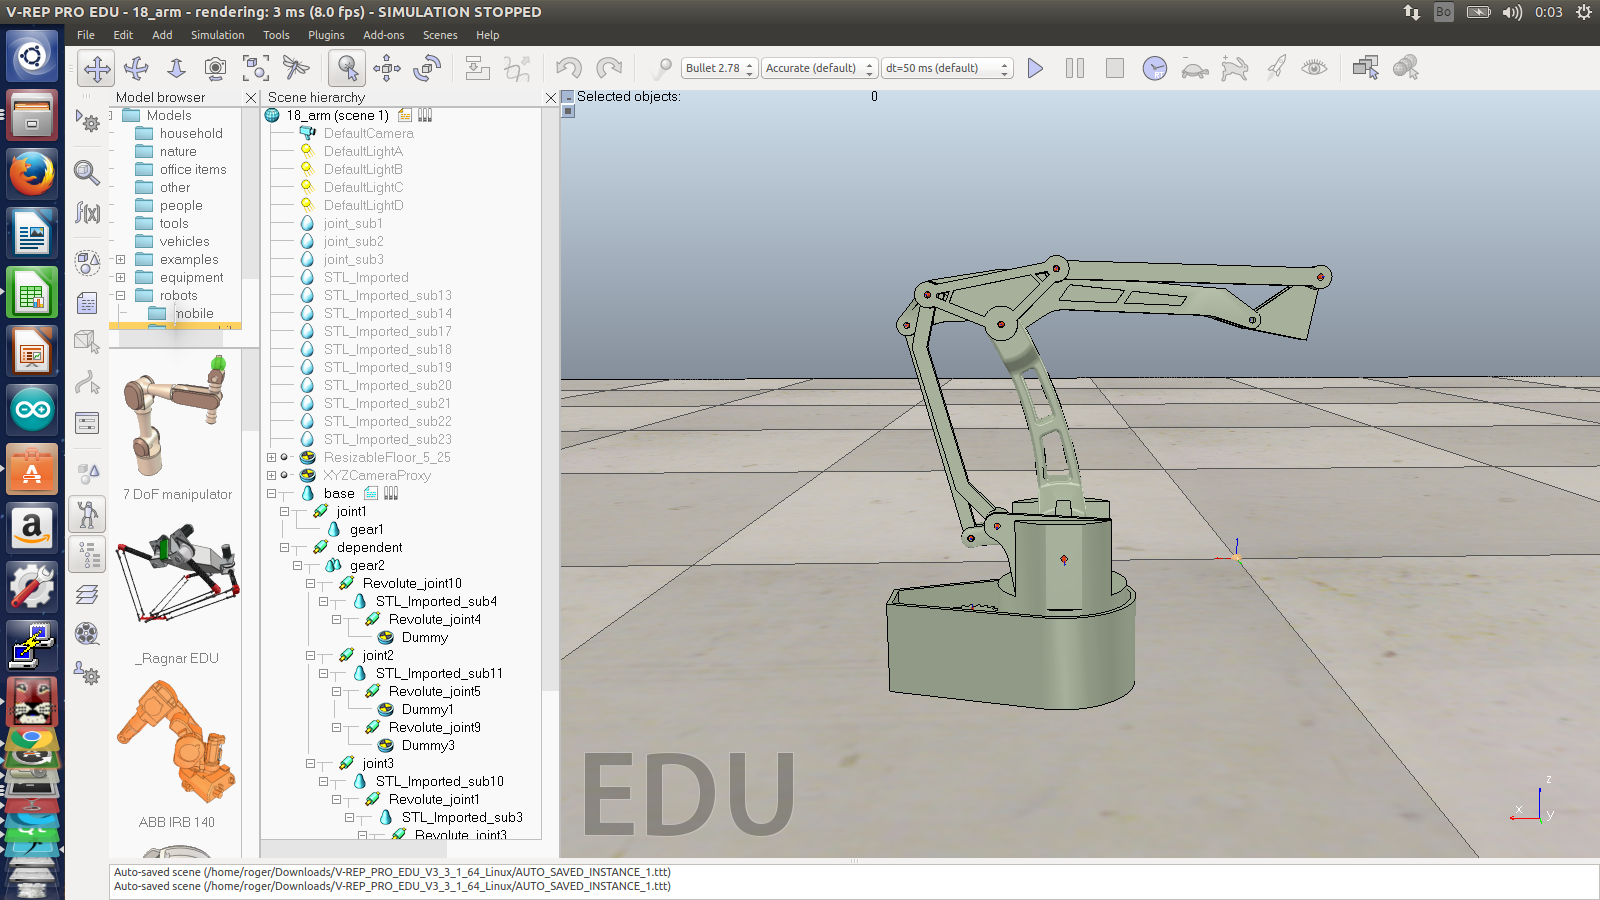 V-REP PRO EDU - 18_arm - rendering: 3 ms (8.0 fps) - SIMULATION STOPPED
Bo
0:03
File Edit Add Simulation Tools Plugins Add-ons Scenes Help
Bullet 2.78
Accurate (default)
dt=50 ms (default)
RT
Model browser
Models
household
nature
office items
other
people
tools
vehicles
examples
equipment
robots
mobile
7 DoF manipulator
_Ragnar EDU
ABB IRB 140
f(x)
Scene hierarchy
18_arm (scene 1)
DefaultCamera
DefaultLightA
DefaultLightB
DefaultLightC
DefaultLightD
joint_sub1
joint_sub2
joint_sub3
STL_Imported
STL_Imported_sub13
STL_Imported_sub14
STL_Imported_sub17
STL_Imported_sub18
STL_Imported_sub19
STL_Imported_sub20
STL_Imported_sub21
STL_Imported_sub22
STL_Imported_sub23
ResizableFloor_5_25
XYZCameraProxy
base
joint1
gear1
dependent
gear2
Revolute_joint10
STL_Imported_sub4
Revolute_joint4
Dummy
joint2
STL_Imported_sub11
Revolute_joint5
Dummy1
Revolute_joint9
Dummy3
joint3
STL_Imported_sub10
Revolute_joint1
STL_Imported_sub3
Revolute_joint3
Selected objects: 0
1
EDU
z
x
y
Auto-saved scene (/home/roger/Downloads/V-REP_PRO_EDU_V3_3_1_64_Linux/AUTO_SAVED_INSTANCE_1.ttt)
Auto-saved scene (/home/roger/Downloads/V-REP_PRO_EDU_V3_3_1_64_Linux/AUTO_SAVED_INSTANCE_1.ttt)